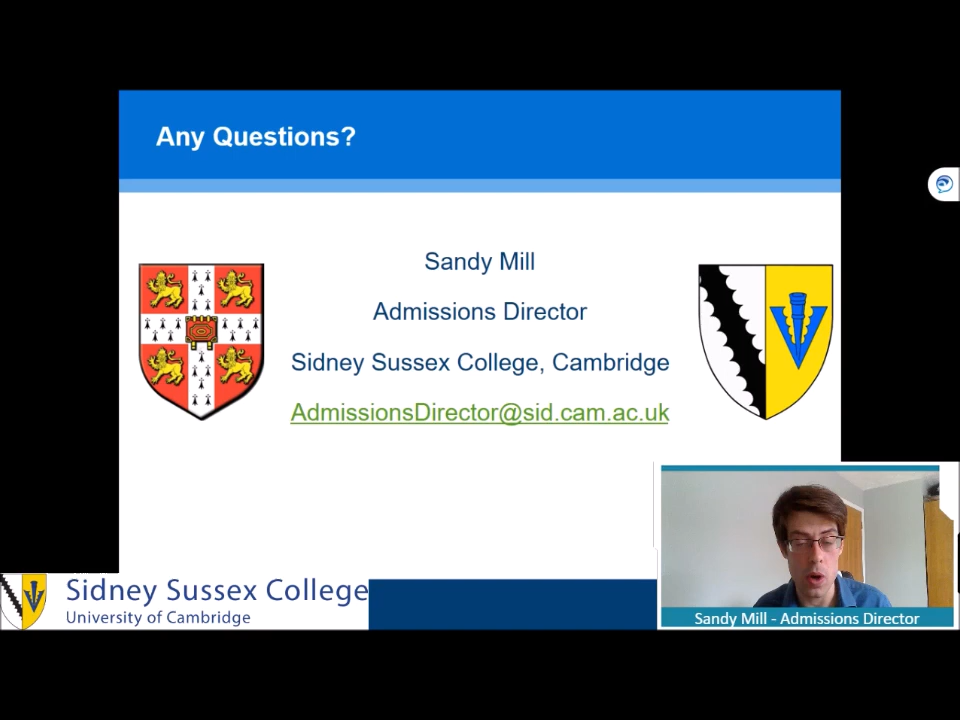 Any Questions?
Sandy Mill
Admissions Director
Sidney Sussex College, Cambridge
AdmissionsDirector@sid.cam.ac.uk
Sidney Sussex College
University of Cambridge
Sandy Mill - Admissions Director